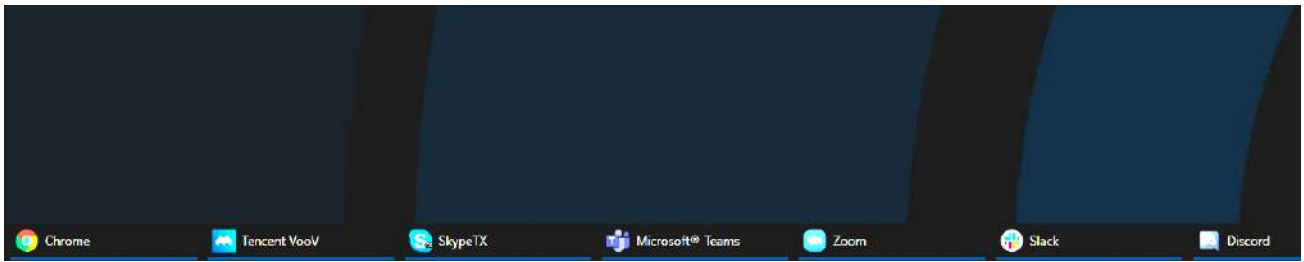 Chrome
Tencent VooV
SkypeTX
Microsoft® Teams
Zoom
Slack
Discord